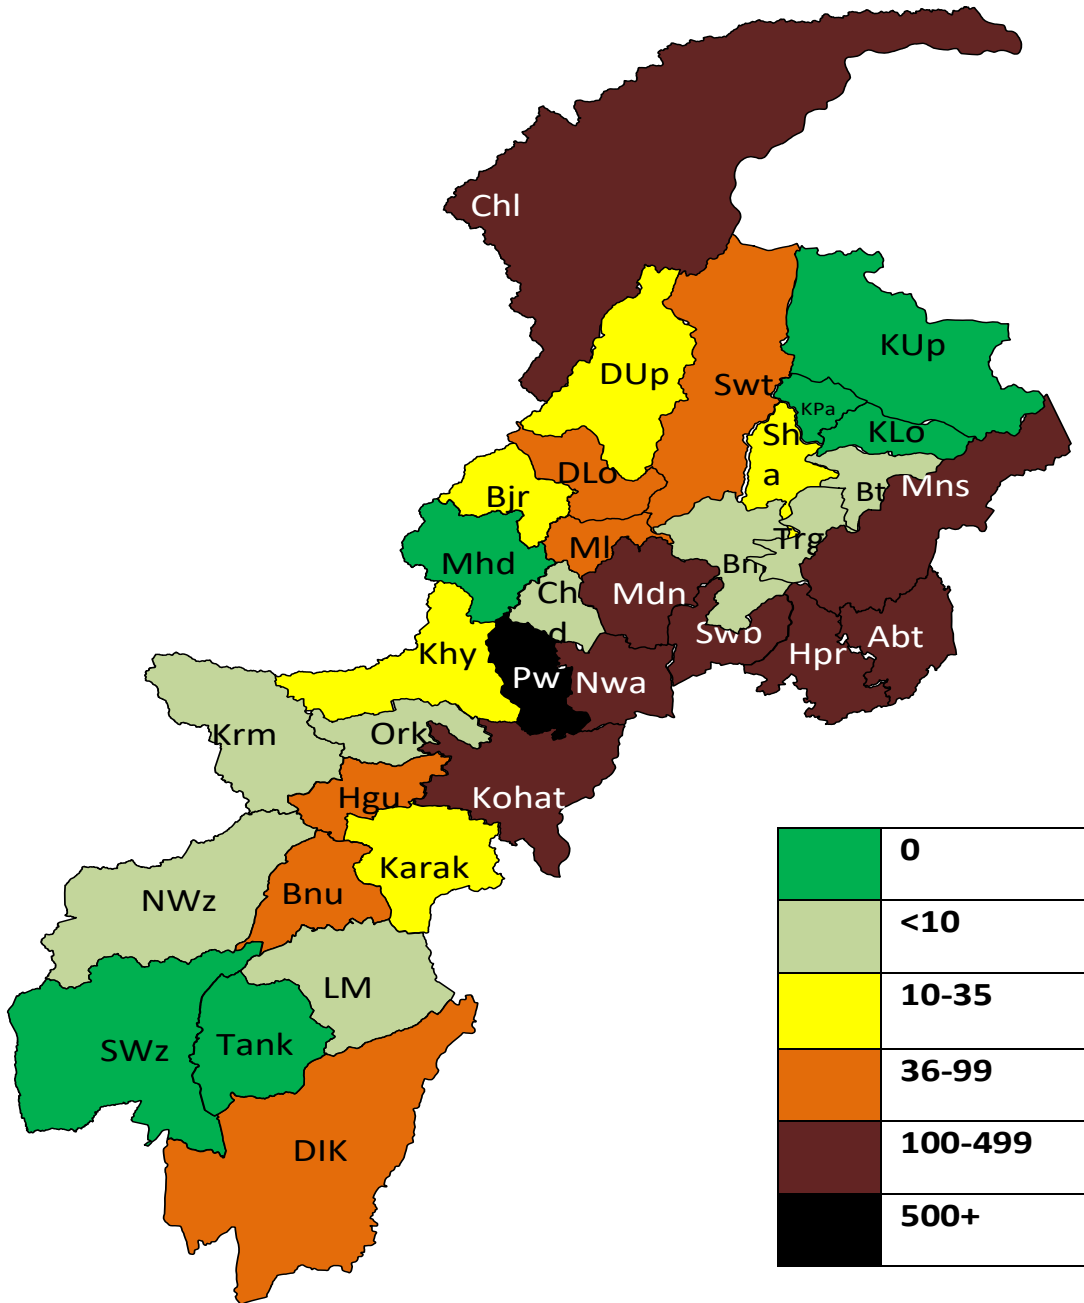 Chl
KUp
DUp
Swt
KPa
KLo
Sh
a
DLo
Bt
Mns
Bjr
Trg
Ml
Mhd
Bn
Ch
d
Mdn
Swb
Abt
Hpr
Khy
Pw
Nwa
Krm
Ork
Hgu
Kohat
Karak
Bnu
NWz
LM
Tank
SWz
DIK
0
<10
10-35
36-99
100-499
500+